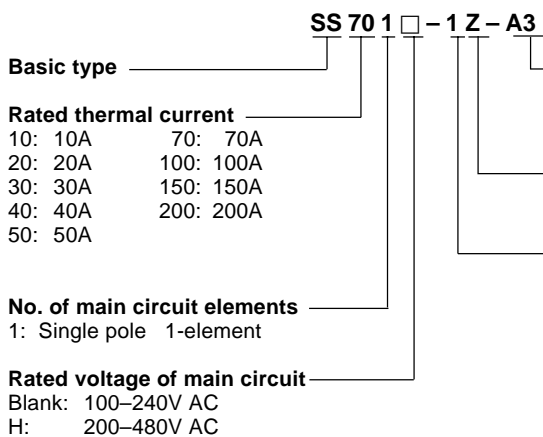 SS 70 1 □ – 1 Z – A3
Basic type
Rated thermal current
10: 10A 70: 70A
20: 20A 100: 100A
30: 30A 150: 150A
40: 40A 200: 200A
50: 50A
No. of main circuit elements
1: Single pole 1-element
Rated voltage of main circuit
Blank: 100–240V AC
H: 200–480V AC